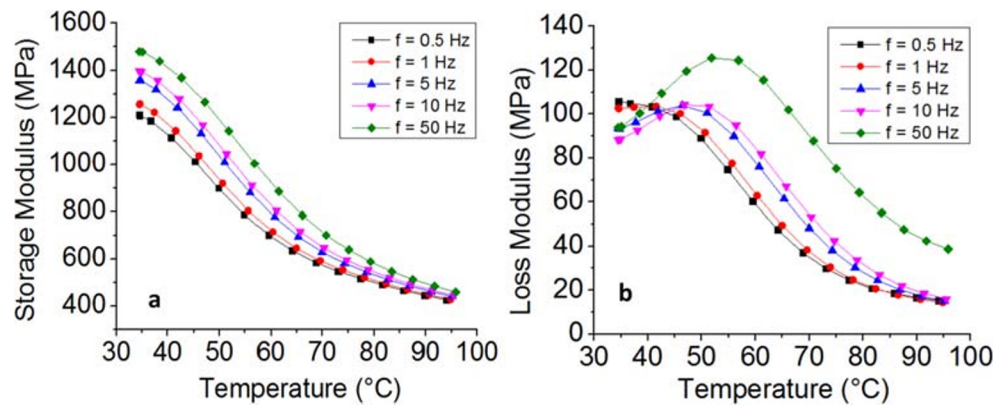 Storage Modulus (MPa)
1600
1400
1200
1000
800
600
400
f = 0.5 Hz
f = 1 Hz
f = 5 Hz
f = 10 Hz
f = 50 Hz
a
30 40 50 60 70 80 90 100
Temperature (°C)
Loss Modulus (MPa)
140
120
100
80
60
40
20
0
f = 0.5 Hz
f = 1 Hz
f = 5 Hz
f = 10 Hz
f = 50 Hz
b
30 40 50 60 70 80 90 100
Temperature (°C)